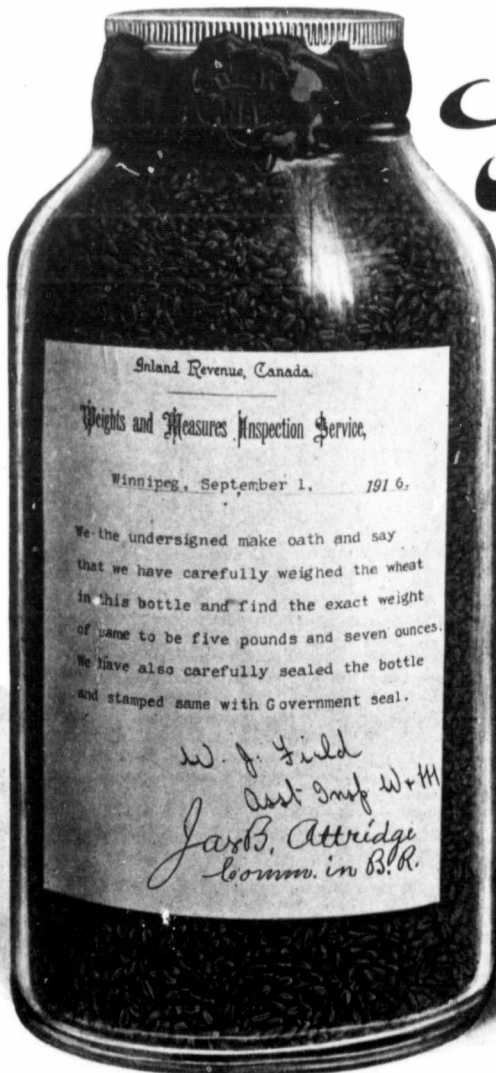 Inland Revenue, Canada.
Weights and Measures Inspection Service,
Winnipeg, September 1, 1916.
We the undersigned make oath and say
that we have carefully weighed the wheat
in this bottle and find the exact weight
of same to be five pounds and seven ounces.
We have also carefully sealed the bottle
and stamped same with Government seal.
W. J. Field
Asst Insp W & M
Jas B. Attridge
Comm. in B. R.